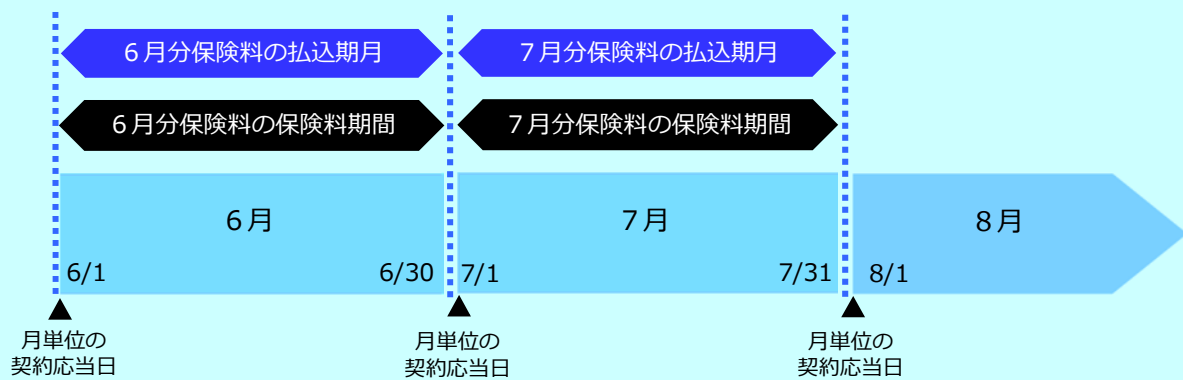 6月分保険料の払込期月
7月分保険料の払込期月
6月分保険料の保険料期間
7月分保険料の保険料期間
6月
7月
8月
6/1
6/30
7/1
7/31
8/1
月単位の
契約応当日
月単位の
契約応当日
月単位の
契約応当日